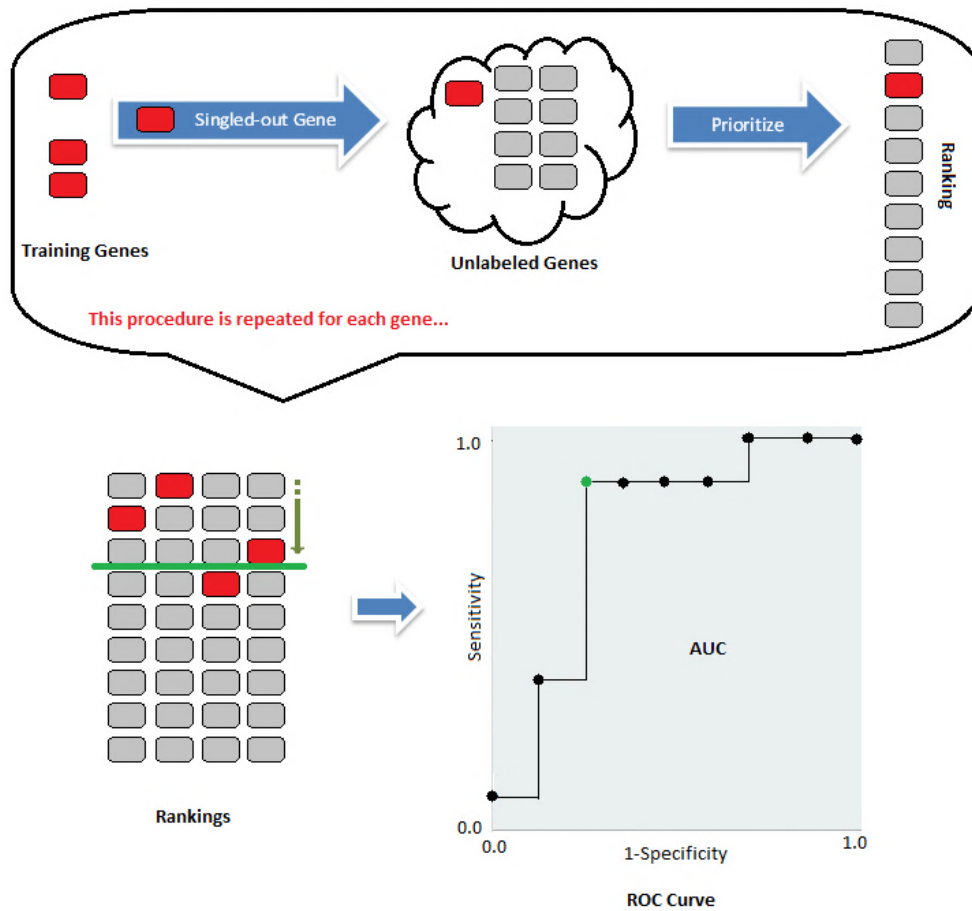 Singled-out Gene
Prioritize
Ranking
Training Genes
Unlabeled Genes
This procedure is repeated for each gene...
1.0
Sensitivity
AUC
0.0
0.0
1.0
1-Specificity
Rankings
ROC Curve